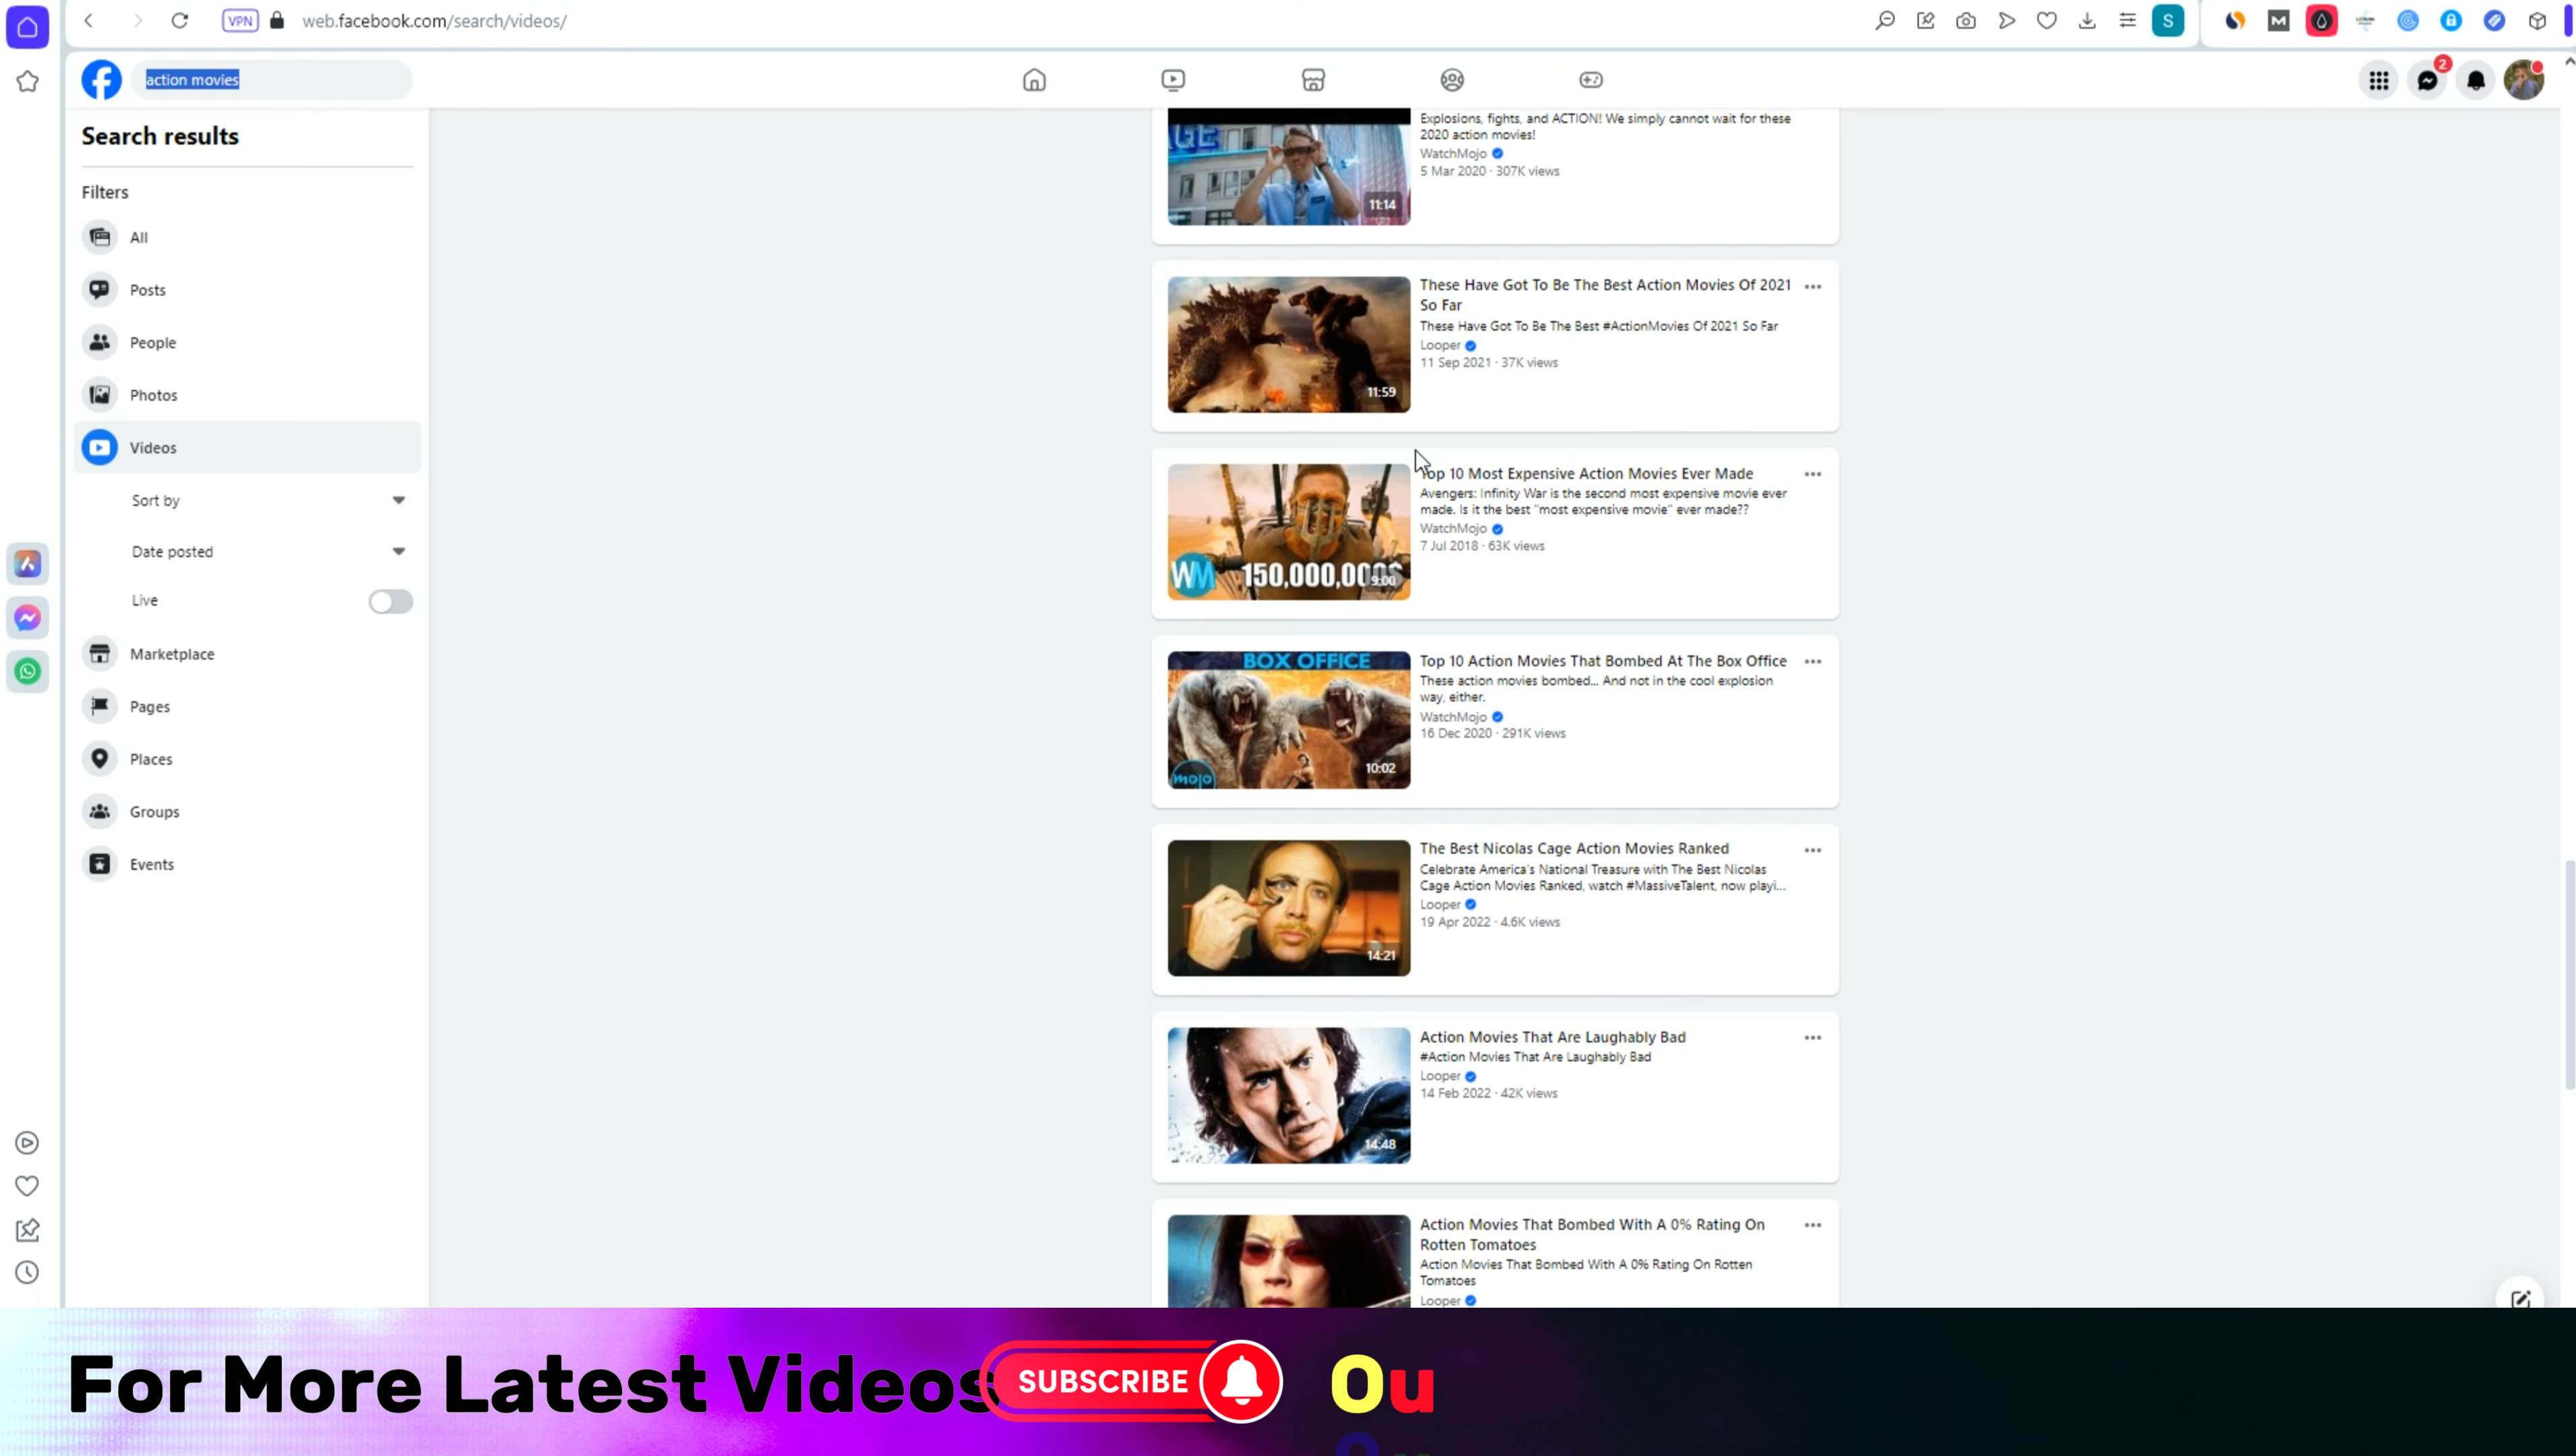 VPN
web.facebook.com/search/videos/
S
M
action movies
2
Search results
Filters
All
Posts
People
Photos
Videos
Sort by
Date posted
Live
Marketplace
Pages
Places
Groups
Events
Explosions, fights, and ACTION! We simply cannot wait for these
2020 action movies!
WatchMojo
5 Mar 2020 · 307K views
11:14
These Have Got To Be The Best Action Movies Of 2021
So Far
These Have Got To Be The Best #ActionMovies Of 2021 So Far
Looper
11 Sep 2021 · 37K views
11:59
Top 10 Most Expensive Action Movies Ever Made
Avengers: Infinity War is the second most expensive movie ever
made. Is it the best "most expensive movie" ever made??
WatchMojo
7 Jul 2018 · 63K views
WM
150,000,000$
9:00
BOX OFFICE
Top 10 Action Movies That Bombed At The Box Office
These action movies bombed... And not in the cool explosion
way, either.
WatchMojo
16 Dec 2020 · 291K views
mojo
10:02
The Best Nicolas Cage Action Movies Ranked
Celebrate America's National Treasure with The Best Nicolas
Cage Action Movies Ranked, watch #MassiveTalent, now playi...
Looper
19 Apr 2022 · 4.6K views
14:21
Action Movies That Are Laughably Bad
#Action Movies That Are Laughably Bad
Looper
14 Feb 2022 · 42K views
14:48
Action Movies That Bombed With A 0% Rating On
Rotten Tomatoes
Action Movies That Bombed With A 0% Rating On Rotten
Tomatoes
Looper
For More Latest Videos SUBSCRIBE Ou